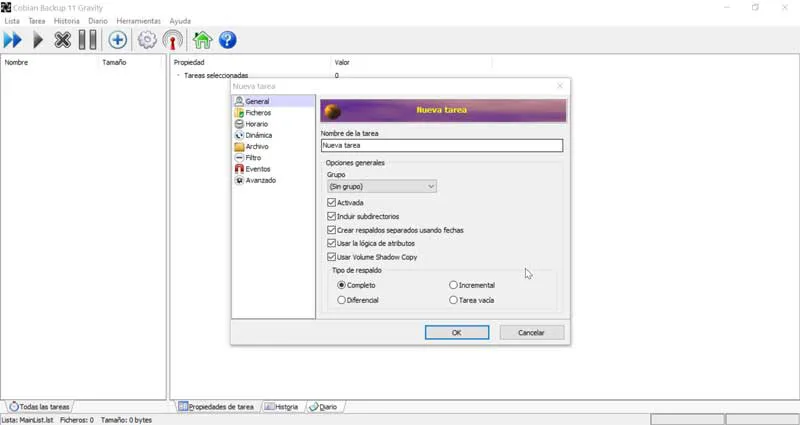 Cobian Backup 11 Gravity
Lista Tarea Historia Diario Herramientas Ayuda
Nombre Tamaño Propiedad Valor
Tareas seleccionadas 0
Nueva tarea
General
Ficheros
Horario
Dinámica
Archivo
Filtro
Eventos
Avanzado
Nueva tarea
Nombre de la tarea
Nueva tarea
Opciones generales
Grupo
(Sin grupo)
Activada
Incluir subdirectorios
Crear respaldos separados usando fechas
Usar la lógica de atributos
Usar Volume Shadow Copy
Tipo de respaldo
Completo Incremental
Diferencial Tarea vacía
OK Cancelar
Todas las tareas Propiedades de tarea Historia Diario
Lista: MainList.lst Ficheros: 0 Tamaño: 0 bytes